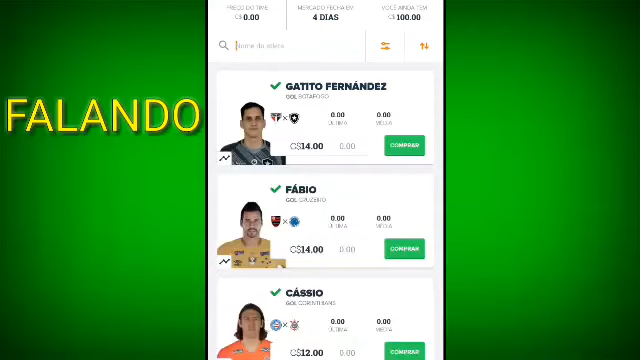 PREÇO DO TIME
C$ 0.00
MERCADO FECHA EM
4 DIAS
VOCÊ AINDA TEM
C$ 100.00
Nome do atleta
FALANDO
GATITO FERNÁNDEZ
GOL BOTAFOGO
0.00
ÚLTIMA
0.00
MÉDIA
C$14.00
0.00
COMPRAR
FÁBIO
GOL CRUZEIRO
0.00
ÚLTIMA
0.00
MÉDIA
C$14.00
0.00
COMPRAR
CÁSSIO
GOL CORINTHIANS
0.00
ÚLTIMA
0.00
MÉDIA
C$12.00
0.00
COMPRAR